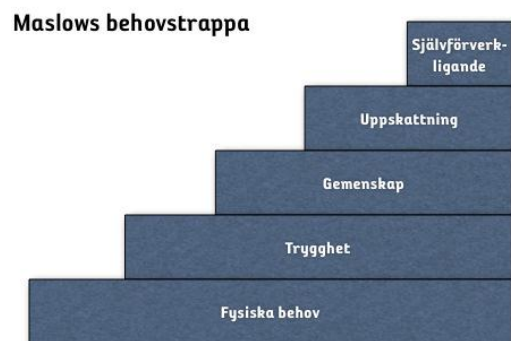 Maslows behovstrappa
Självförverk-
ligande
Uppskattning
Gemenskap
Trygghet
Fysiska behov